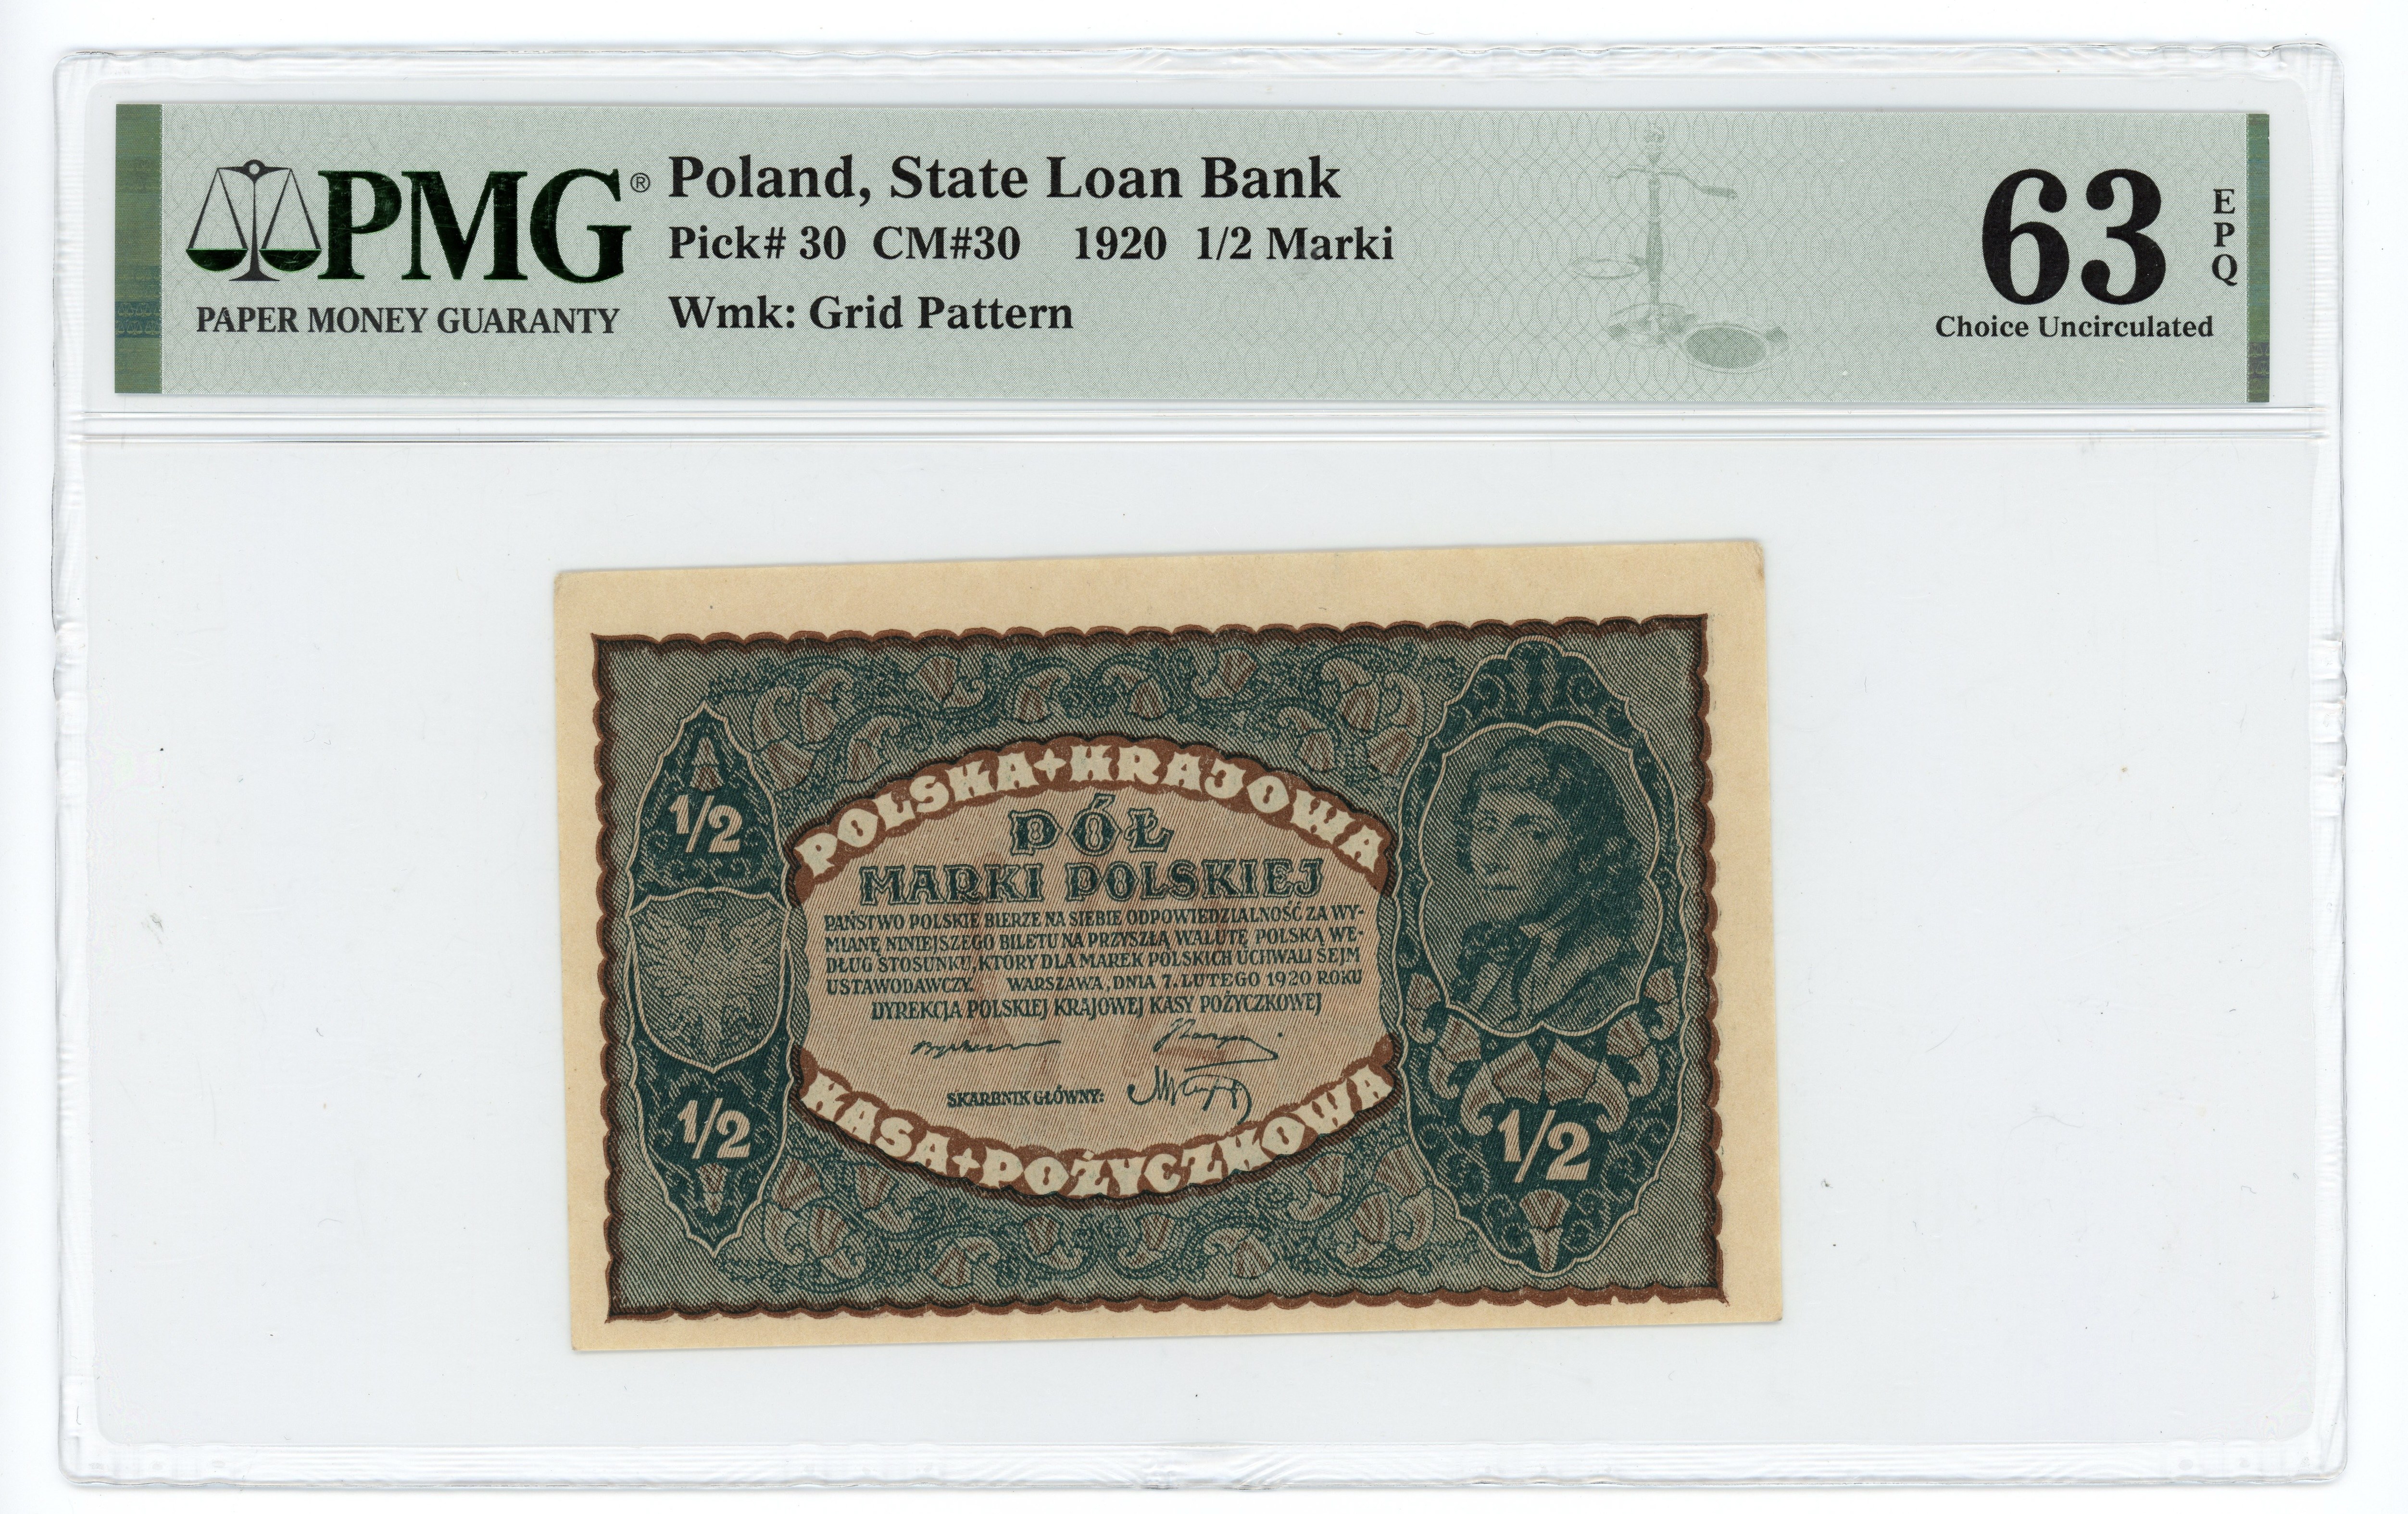 PMG®
PAPER MONEY GUARANTY
Poland, State Loan Bank
Pick# 30 CM#30 1920 1/2 Marki
Wmk: Grid Pattern
63
EPQ
Choice Uncirculated
POLSKA KRAJOWA
PÓŁ
MARKI POLSKIEJ
PAŃSTWO POLSKIE BIERZE NA SIEBIE ODPOWIEDZIALNOŚĆ ZA WY-
MIANĘ NINIEJSZEGO BILETU NA PRZYSZŁĄ WALUTĘ POLSKĄ WE-
DŁUG STOSUNKU, KTÓRY DLA MAREK POLSKICH UCHWALI SEJM
USTAWODAWCZY. WARSZAWA, DNIA 7. LUTEGO 1920 ROKU
DYREKCJA POLSKIEJ KRAJOWEJ KASY POŻYCZKOWEJ
SKARBNIK GŁÓWNY:
KASA POŻYCZKOWA
1/2
1/2
1/2